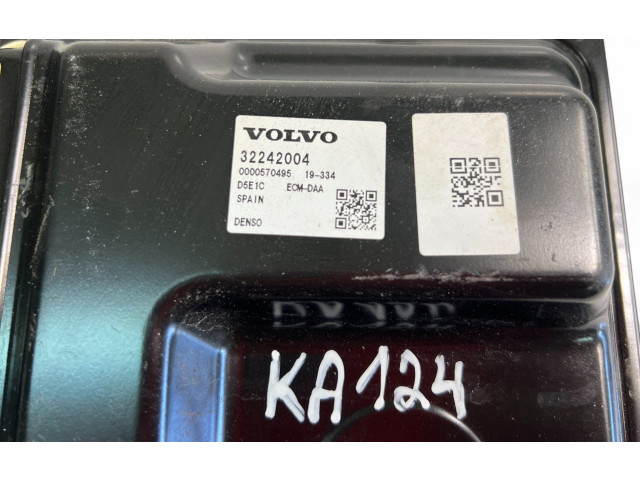 VOLVO
32242004
0000570495 19-334
D5E1C ECM-DAA
SPAIN
DENSO
KA124